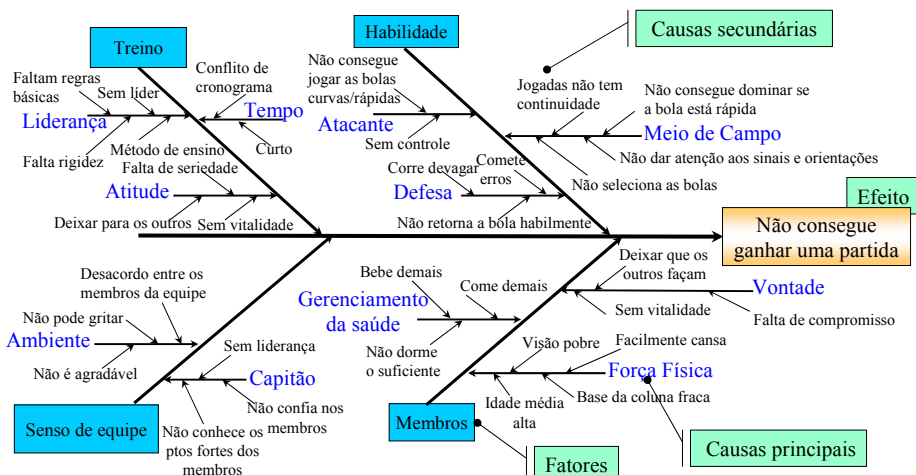 Treino
Habilidade
Causas secundárias
Faltam regras
básicas
Sem líder
Conflito de
cronograma
Liderança
Tempo
Falta rigidez
Método de ensino
Curto
Falta de seriedade
Atitude
Deixar para os outros
Sem vitalidade
Não consegue
jogar as bolas
curvas/rápidas
Atacante
Sem controle
Jogadas não tem
continuidade
Não consegue dominar se
a bola está rápida
Meio de Campo
Não dar atenção aos sinais e orientações
Não seleciona as bolas
Corre devagar
Comete
erros
Defesa
Não retorna a bola habilmente
Efeito
Não consegue
ganhar uma partida
Desacordo entre os
membros da equipe
Não pode gritar
Ambiente
Não é agradável
Sem liderança
Capitão
Não confia nos
membros
Não conhece os
ptos fortes dos
membros
Senso de equipe
Bebe demais
Come demais
Gerenciamento
da saúde
Não dorme
o suficiente
Deixar que os
outros façam
Vontade
Sem vitalidade
Falta de compromisso
Visão pobre
Facilmente cansa
Força Física
Idade média
alta
Base da coluna fraca
Membros
Fatores
Causas principais